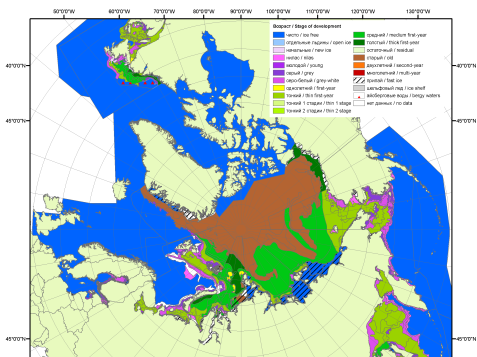 50°0'0"W 60°0'0"W 70°0'0"W 80°0'0"W 90°0'0"W 100°0'0"W 110°0'0"W 120°0'0"W 130°0'0"W 140°0'0"W
Возраст / Stage of development
чисто / ice free
отдельные льдины / open ice
начальные / new ice
нилас / nilas
молодой / young
серый / grey
серо-белый / grey-white
однолетний / first-year
тонкий / thin first-year
тонкий 1 стадии / thin 1 stage
тонкий 2 стадии / thin 2 stage
средний / medium first-year
толстый / thick first-year
остаточный / residual
старый / old
двухлетний / second-year
многолетний / multi-year
припай / fast ice
шельфовый лед / ice shelf
айсберговые воды / bergy waters
нет данных / no data
40°0'0"N
40°0'0"N
45°0'0"N
45°0'0"N
45°0'0"N
45°0'0"N